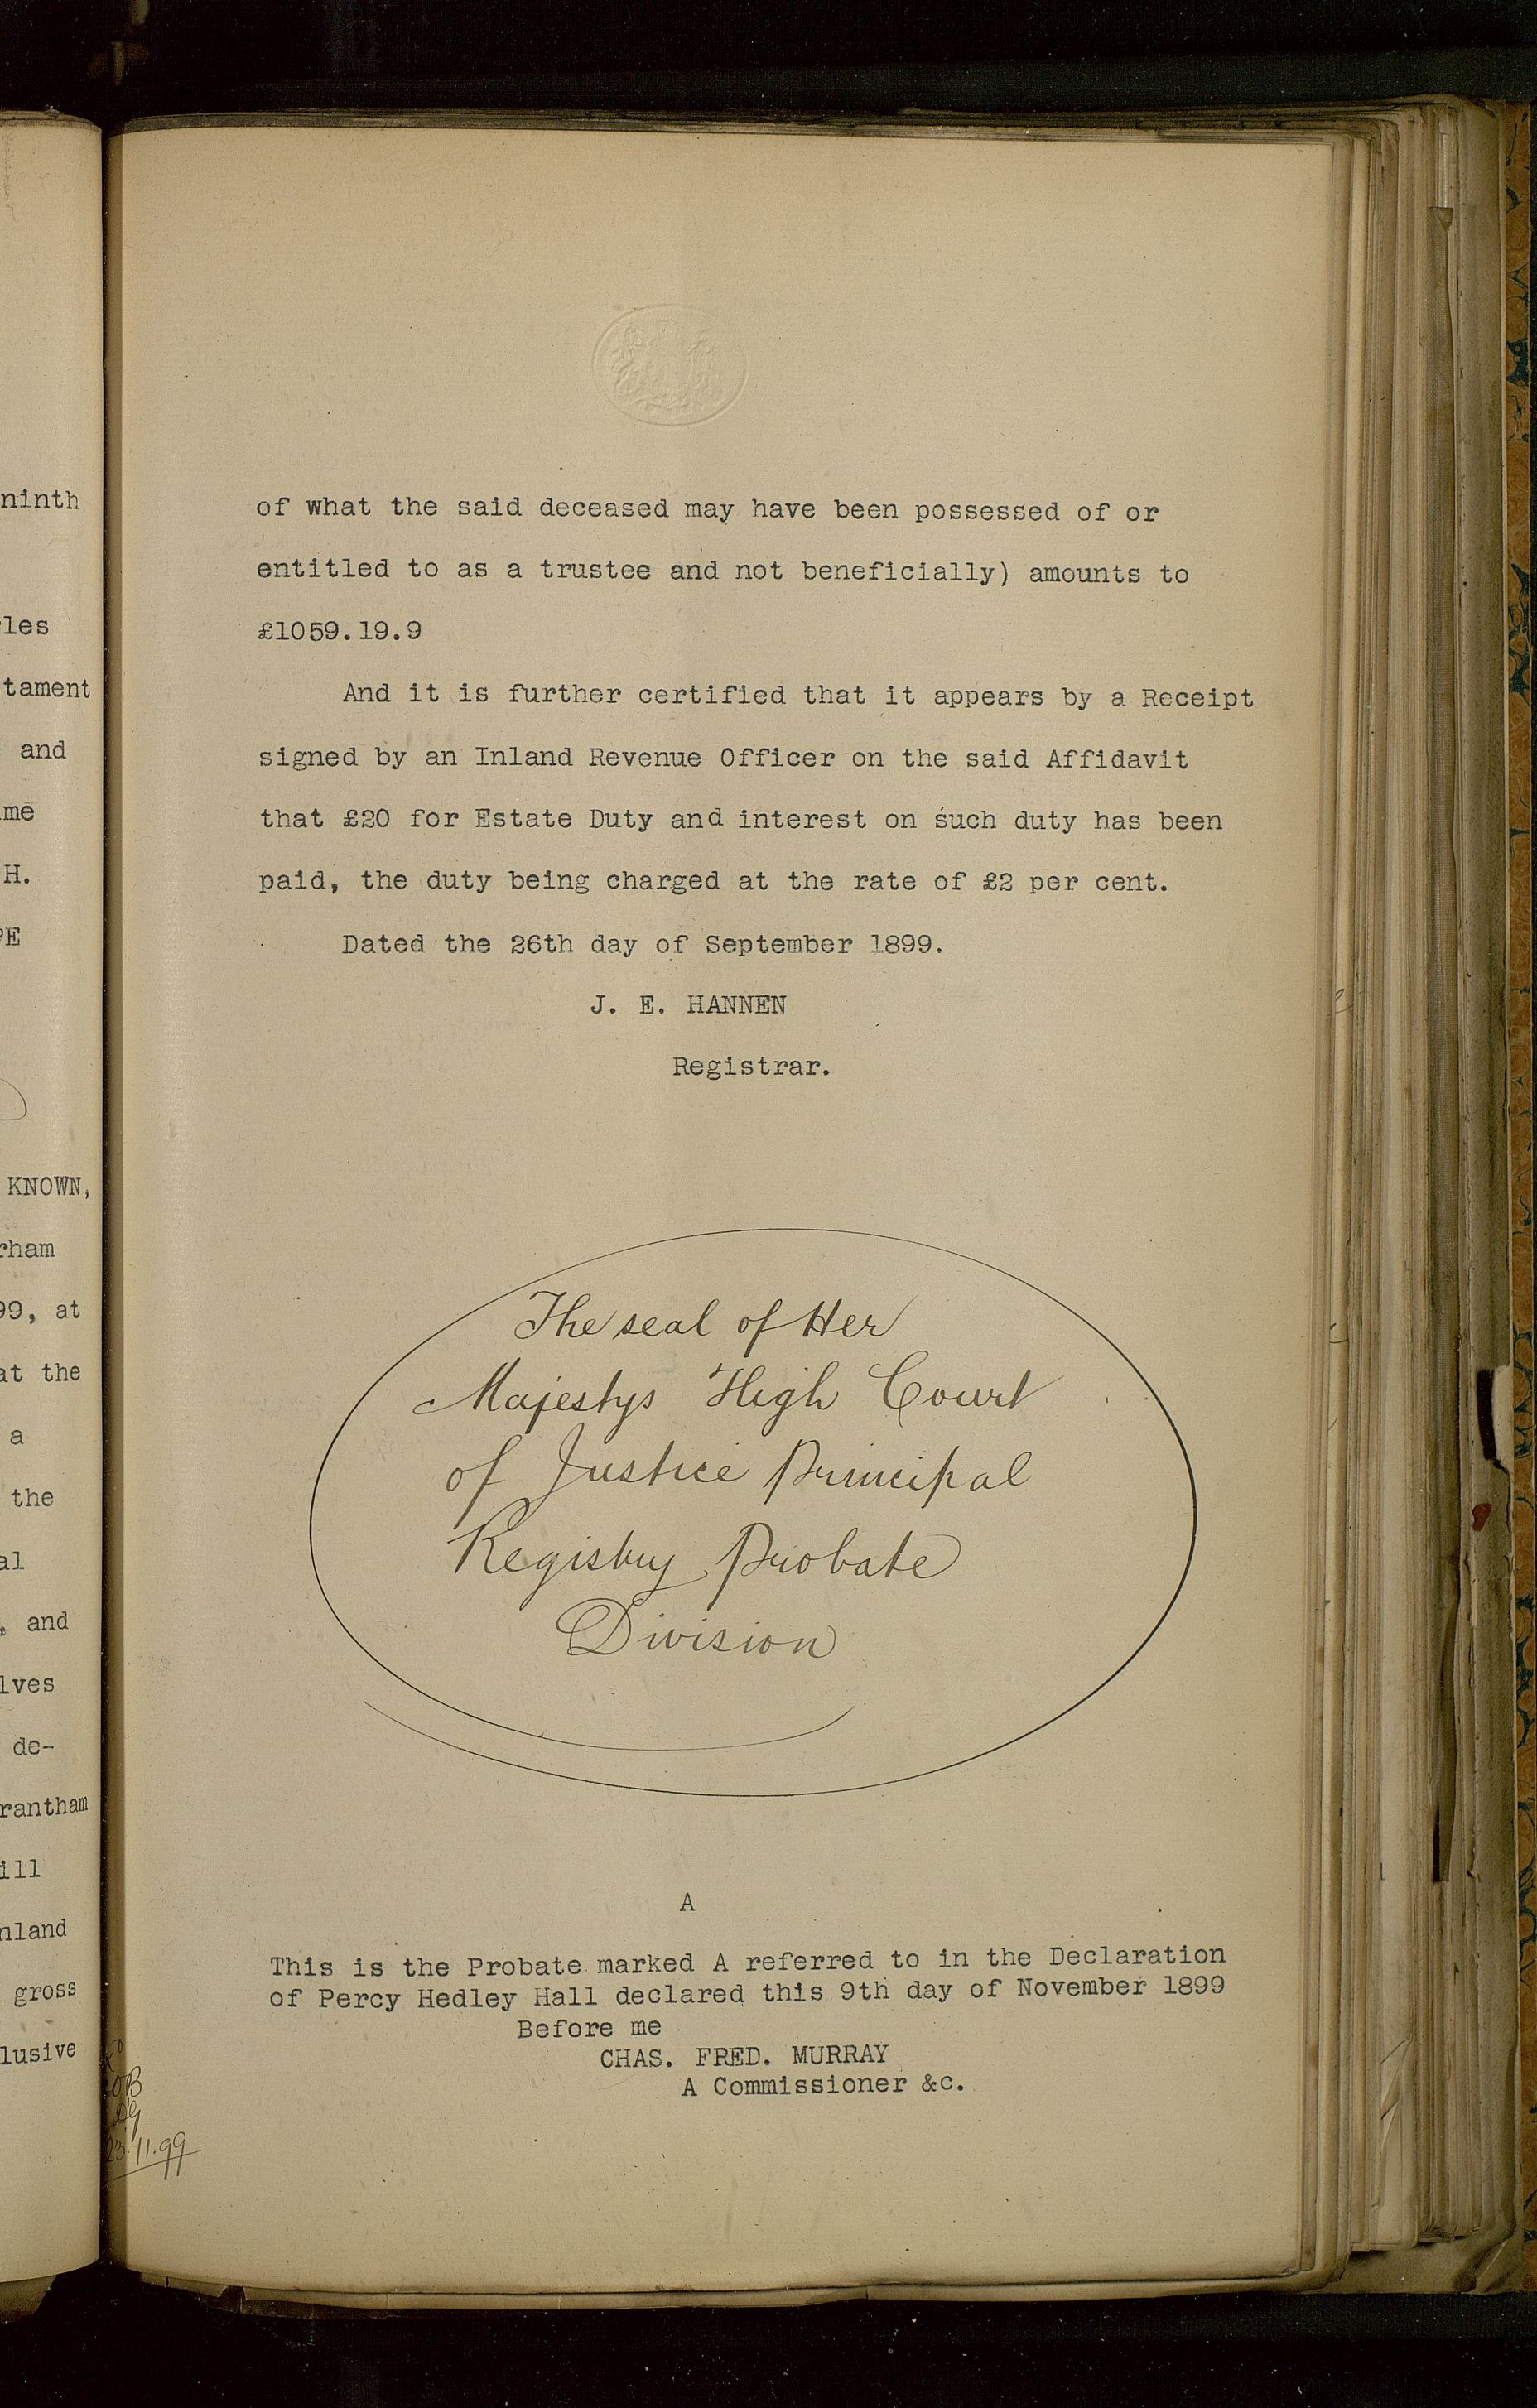 ninth
les
tament
and
me
H.
PE
KNOWN,
rham
99, at
at the
a
the
al
, and
lves
de-
rantham
ill
nland
gross
lusive
of what the said deceased may have been possessed of or
entitled to as a trustee and not beneficially) amounts to
£1059.19.9
And it is further certified that it appears by a Receipt
signed by an Inland Revenue Officer on the said Affidavit
that £20 for Estate Duty and interest on such duty has been
paid, the duty being charged at the rate of £2 per cent.
Dated the 26th day of September 1899.
J. E. HANNEN
Registrar.
The seal of Her
Majestys High Court
of Justice Principal
Registry Probate
Division
A
This is the Probate marked A referred to in the Declaration
of Percy Hedley Hall declared this 9th day of November 1899
Before me
CHAS. FRED. MURRAY
A Commissioner &c.
23.11.99